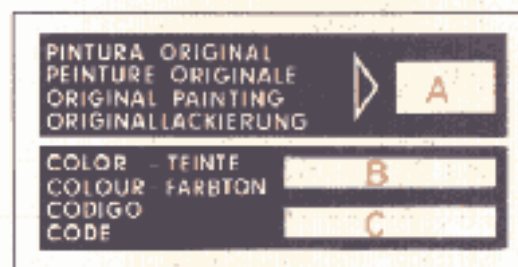 PINTURA ORIGINAL
PEINTURE ORIGINALE
ORIGINAL PAINTING
ORIGINALLACKIERUNG
A
COLOR - TEINTE
COLOUR - FARBTON
CODIGO
CODE
B
C